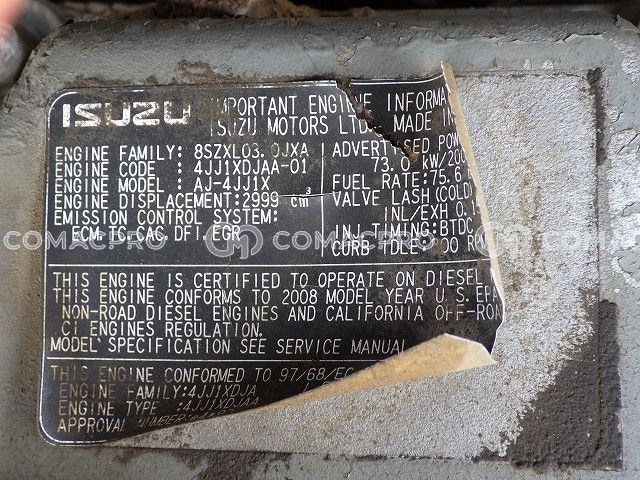 ISUZU
IMPORTANT ENGINE INFORMA
ISUZU MOTORS LTD. MADE IN
ENGINE FAMILY: 8SZXL03.0JXA
ENGINE CODE : 4JJ1XDJAA-01
ENGINE MODEL : AJ-4JJ1X
ENGINE DISPLACEMENT:2999 cm³
EMISSION CONTROL SYSTEM:
ECM,TC,CAC,DFI,EGR
ADVERTISED POW
73.0 kW/200
FUEL RATE:75.6
VALVE LASH (COLD)
INL/EXH 0.
INJ.TIMING:BTDC
CURB IDLE: 00 R
COMACPRO COMACPRO COMACPRO
THIS ENGINE IS CERTIFIED TO OPERATE ON DIESEL
THIS ENGINE CONFORMS TO 2008 MODEL YEAR U.S.EPA
NON-ROAD DIESEL ENGINES AND CALIFORNIA OFF-ROA
CI ENGINES REGULATION.
MODEL SPECIFICATION SEE SERVICE MANUAL
THIS ENGINE CONFORMED TO 97/68/EC
ENGINE FAMILY:4JJ1XDJA
ENGINE TYPE :4JJ1XDJAA
APPROVAL NUMBER